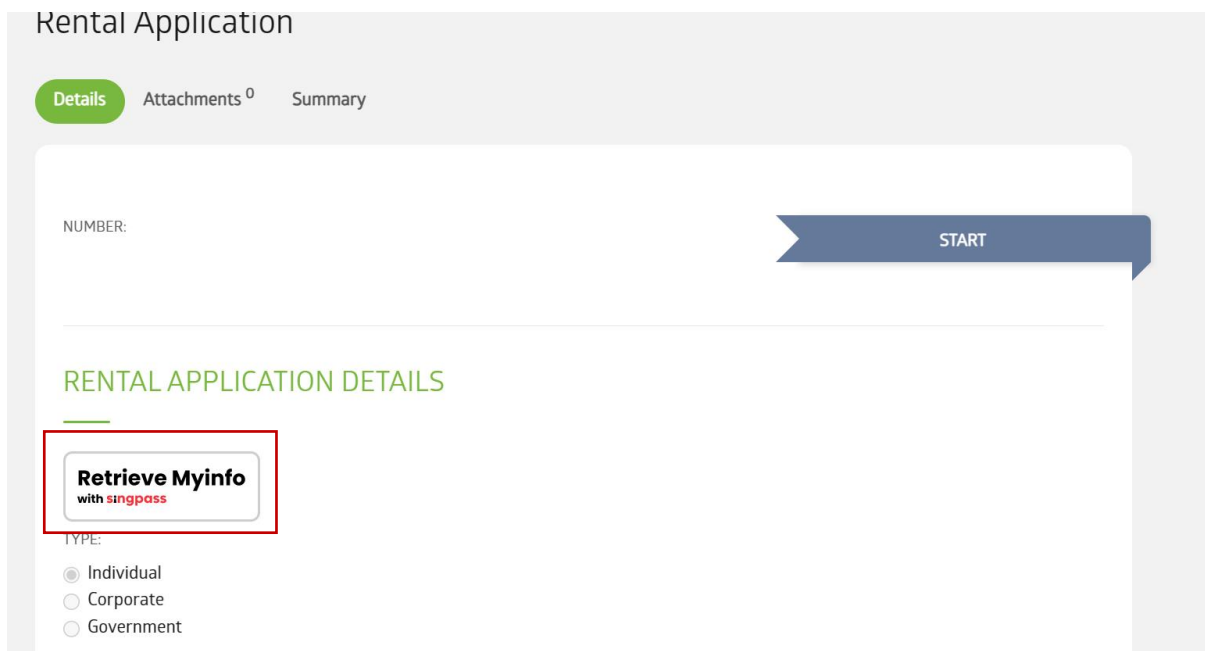 Rental Application
Details Attachments 0 Summary
NUMBER:
START
RENTAL APPLICATION DETAILS
Retrieve Myinfo
with singpass
TYPE:
Individual
Corporate
Government